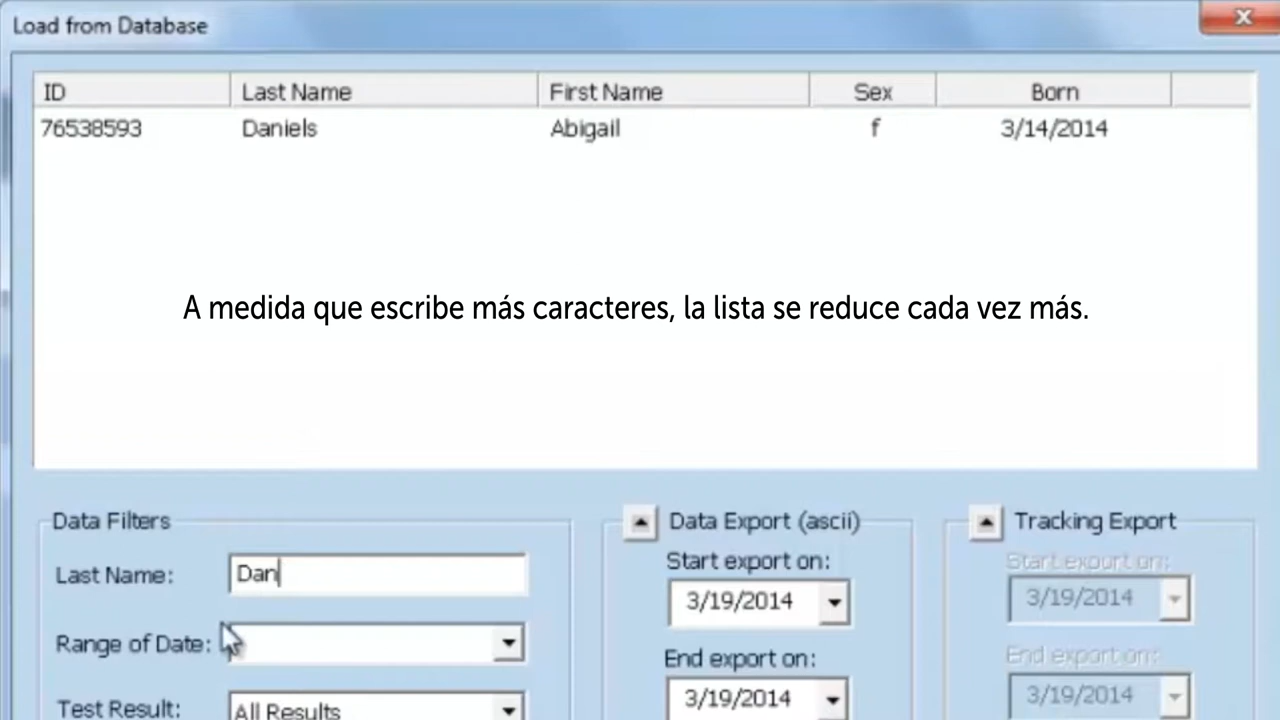 Load from Database
ID Last Name First Name Sex Born
76538593 Daniels Abigail f 3/14/2014
A medida que escribe más caracteres, la lista se reduce cada vez más.
Data Filters
Last Name: Dan
Range of Date:
Test Result: All Results
Data Export (ascii)
Start export on:
3/19/2014
End export on:
3/19/2014
Tracking Export
Start export on:
3/19/2014
End export on:
3/19/2014